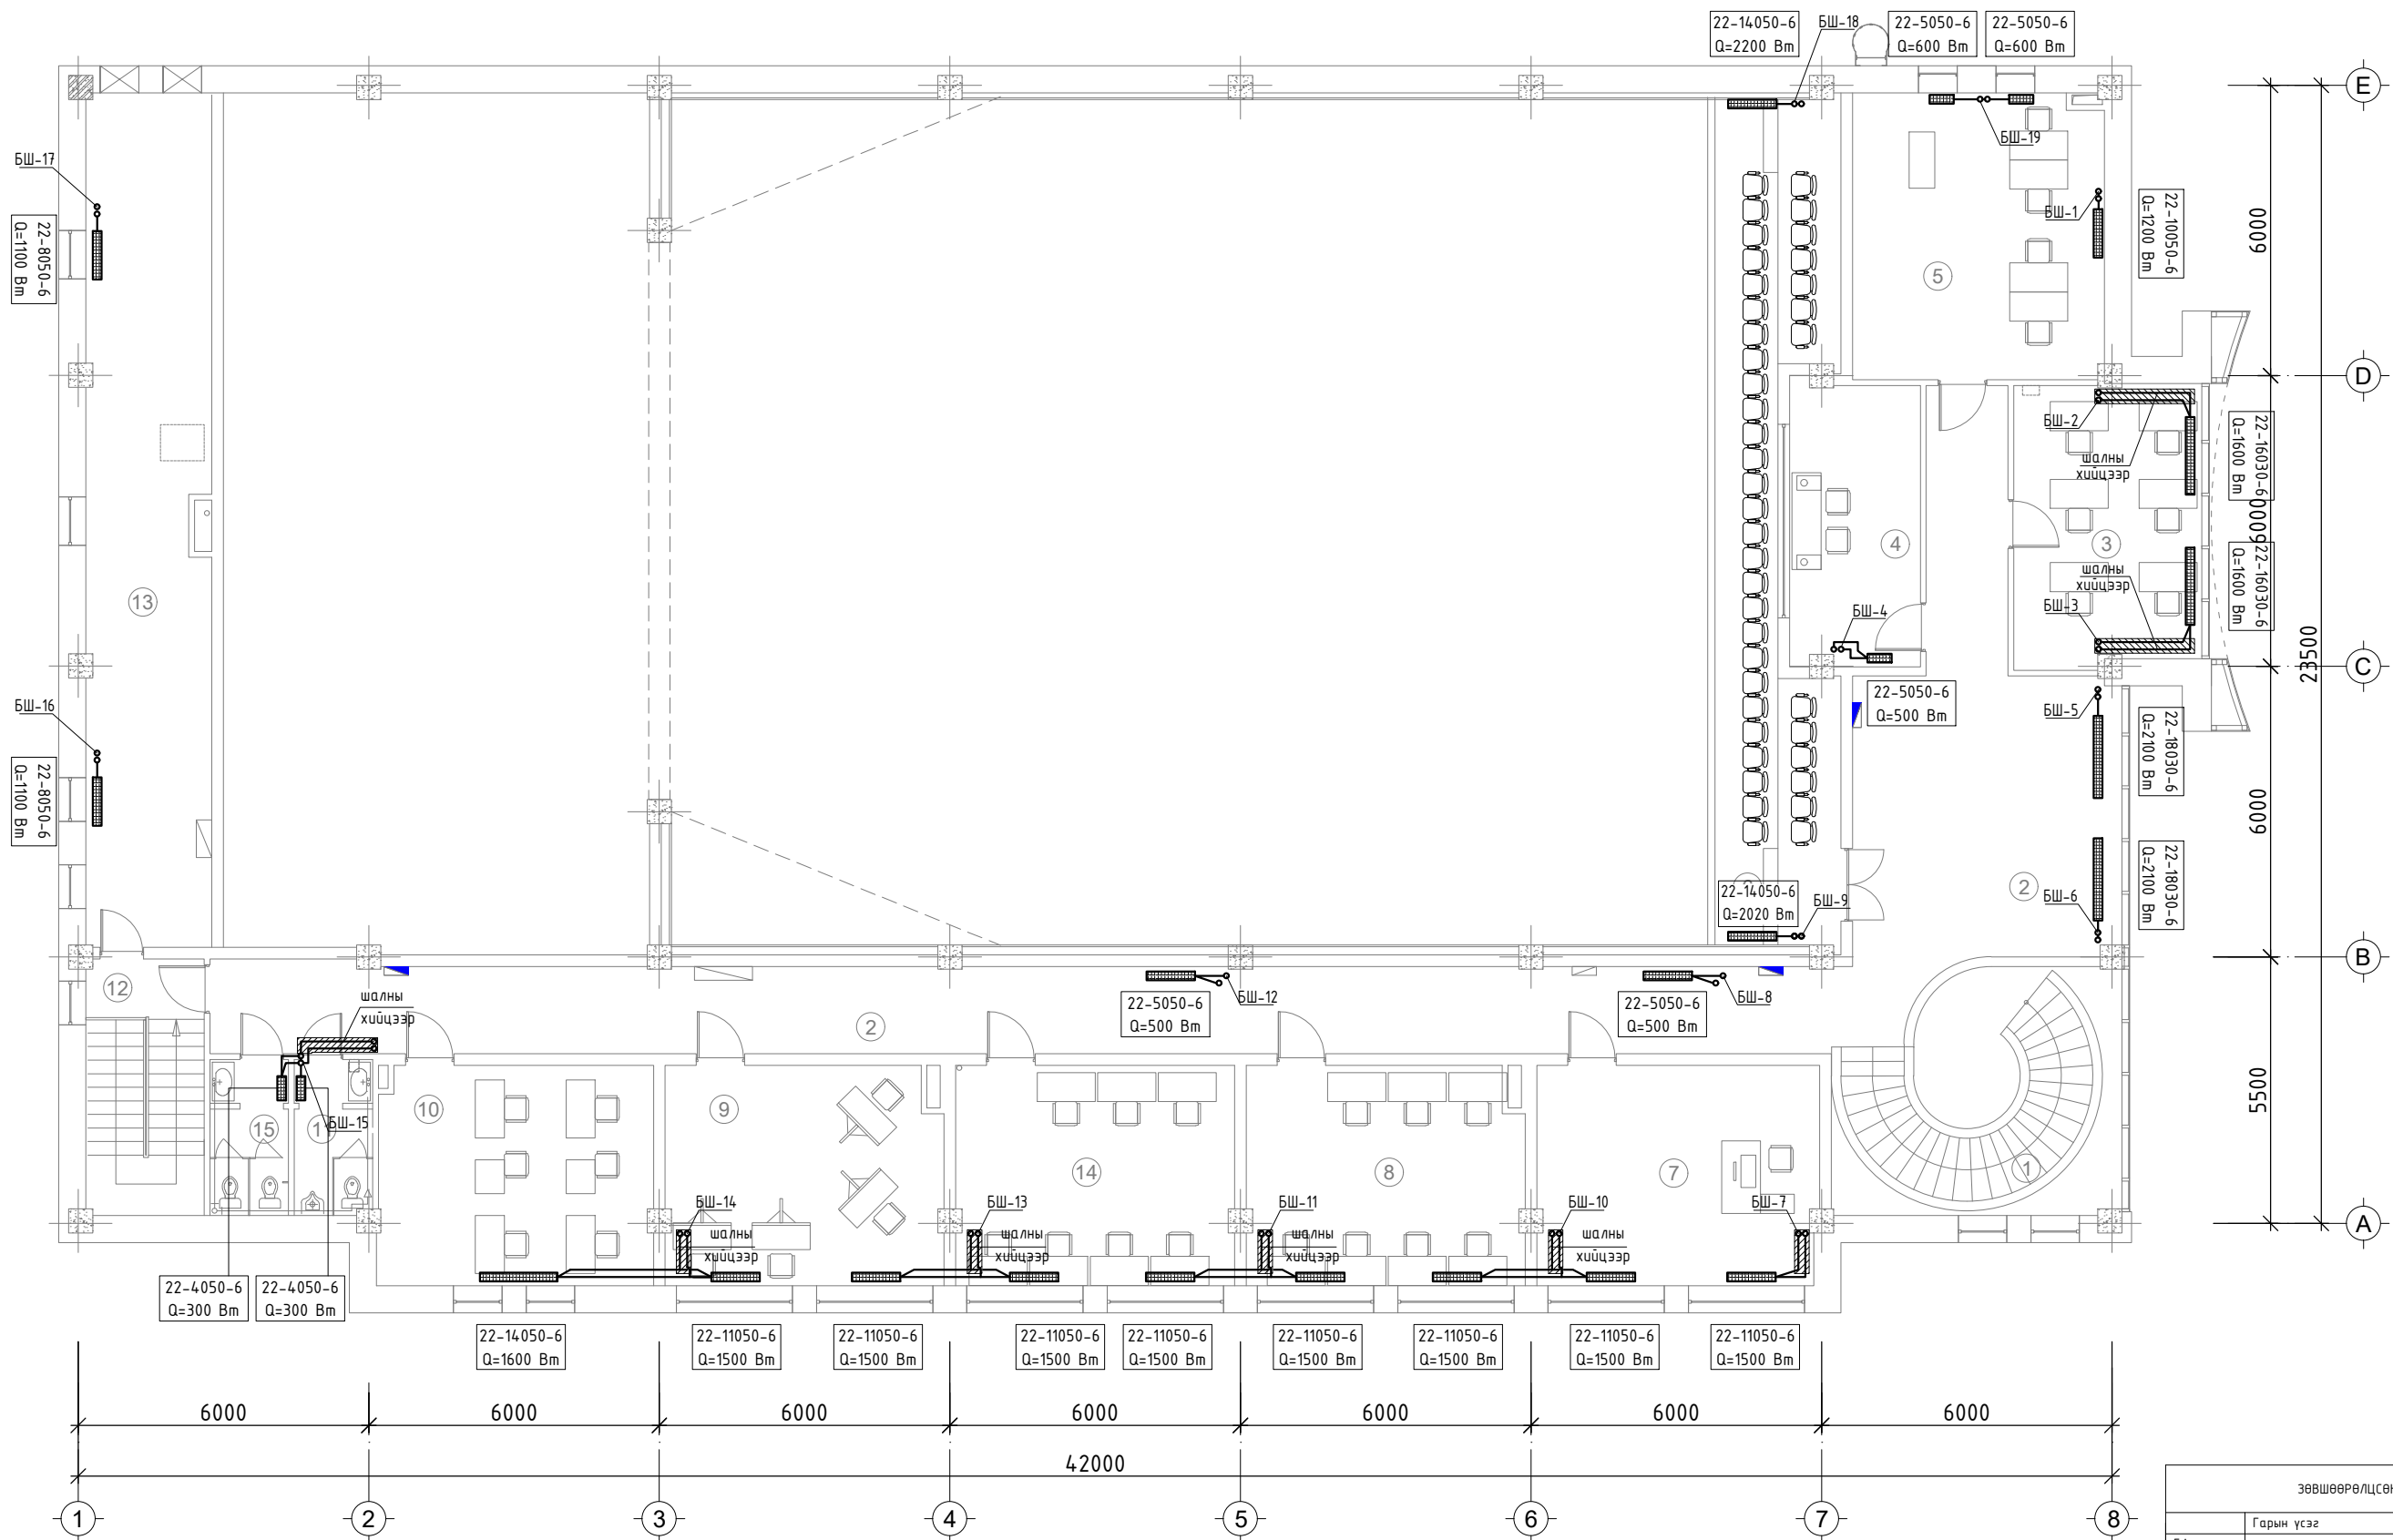 22-14050-6
Q=2200 Вт
БШ-18
22-5050-6
Q=600 Вт
22-5050-6
Q=600 Вт
E
БШ-17
БШ-19
22-8050-6
Q=1100 Вт
БШ-1
22-10050-6
Q=1200 Вт
6000
5
D
БШ-2
шалны
хийцээр
22-16030-6
Q=1600 Вт
6000
4
3
13
шалны
хийцээр
22-16030-6
Q=1600 Вт
БШ-3
БШ-4
23500
C
22-5050-6
Q=500 Вт
БШ-16
БШ-5
22-18030-6
Q=2100 Вт
22-8050-6
Q=1100 Вт
6000
22-18030-6
Q=2100 Вт
22-14050-6
Q=2020 Вт
БШ-9
2
БШ-6
B
12
шалны
хийцээр
22-5050-6
Q=500 Вт
БШ-12
22-5050-6
Q=500 Вт
БШ-8
2
5500
15
1
БШ-15
10
9
14
8
7
1
БШ-14
шалны
хийцээр
БШ-13
шалны
хийцээр
БШ-11
шалны
хийцээр
БШ-10
шалны
хийцээр
БШ-7
A
22-4050-6
Q=300 Вт
22-4050-6
Q=300 Вт
22-14050-6
Q=1600 Вт
22-11050-6
Q=1500 Вт
22-11050-6
Q=1500 Вт
22-11050-6
Q=1500 Вт
22-11050-6
Q=1500 Вт
22-11050-6
Q=1500 Вт
22-11050-6
Q=1500 Вт
22-11050-6
Q=1500 Вт
22-11050-6
Q=1500 Вт
6000
6000
6000
6000
6000
6000
6000
42000
1
2
3
4
5
6
7
8
Гарын үсэг